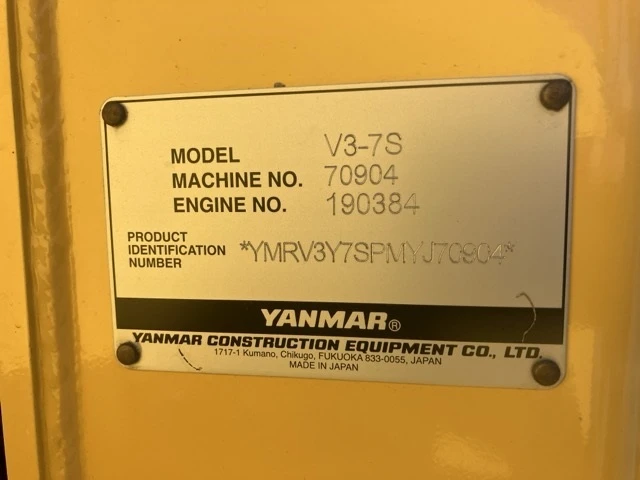 MODEL V3-7S
MACHINE NO. 70904
ENGINE NO. 190384
PRODUCT
IDENTIFICATION *YMRV3Y7SPMYJ70904*
NUMBER
YANMAR®
YANMAR CONSTRUCTION EQUIPMENT CO., LTD.
1717-1 Kumano, Chikugo, FUKUOKA 833-0055, JAPAN
MADE IN JAPAN